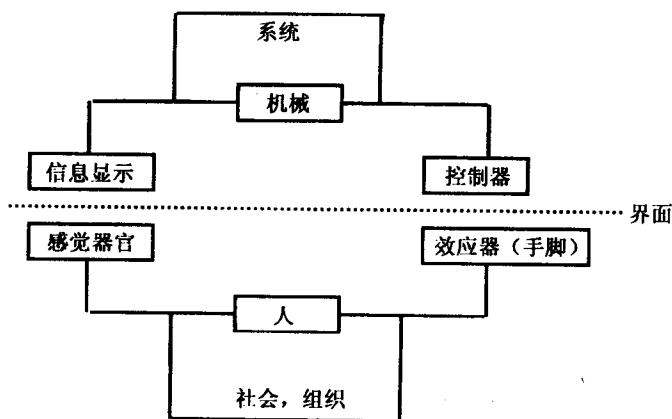 系统
机械
信息显示
控制器
界面
感觉器官
效应器（手脚）
人
社会，组织